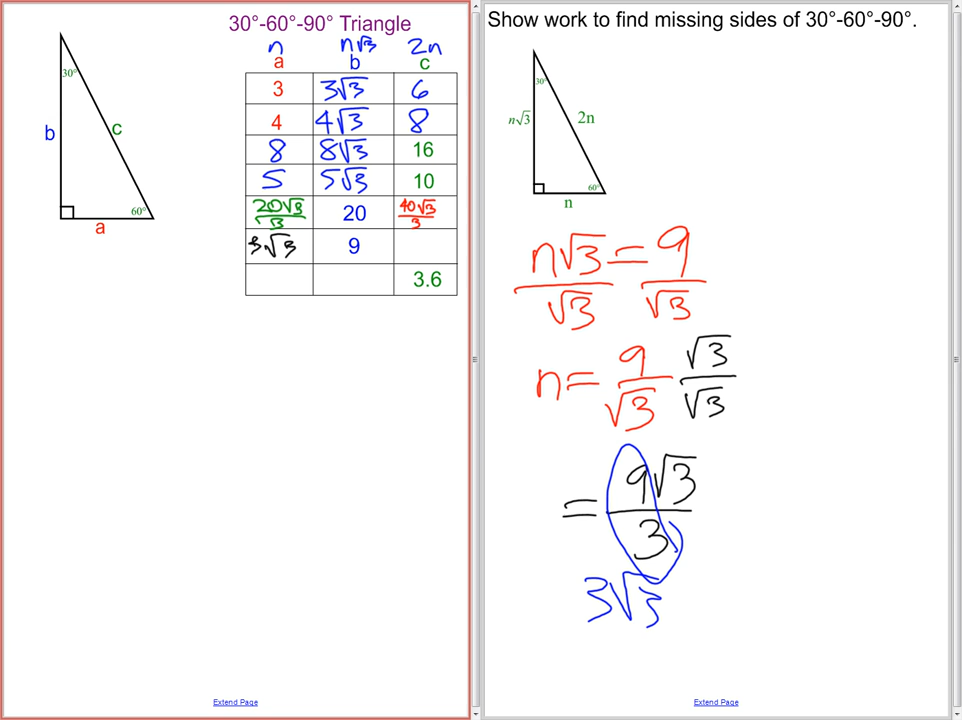 30°-60°-90° Triangle
n n√3 2n
a b c
3 3√3 6
4 4√3 8
8 8√3 16
5 5√3 10
20√3/√3 20 40√3/3
3√3 9
3.6
30°
b
c
60°
a
Extend Page
Show work to find missing sides of 30°-60°-90°.
30°
n√3
2n
60°
n
n√3/√3 = 9/√3
n = 9/√3 √3/√3
= 9√3/3
3√3
Extend Page